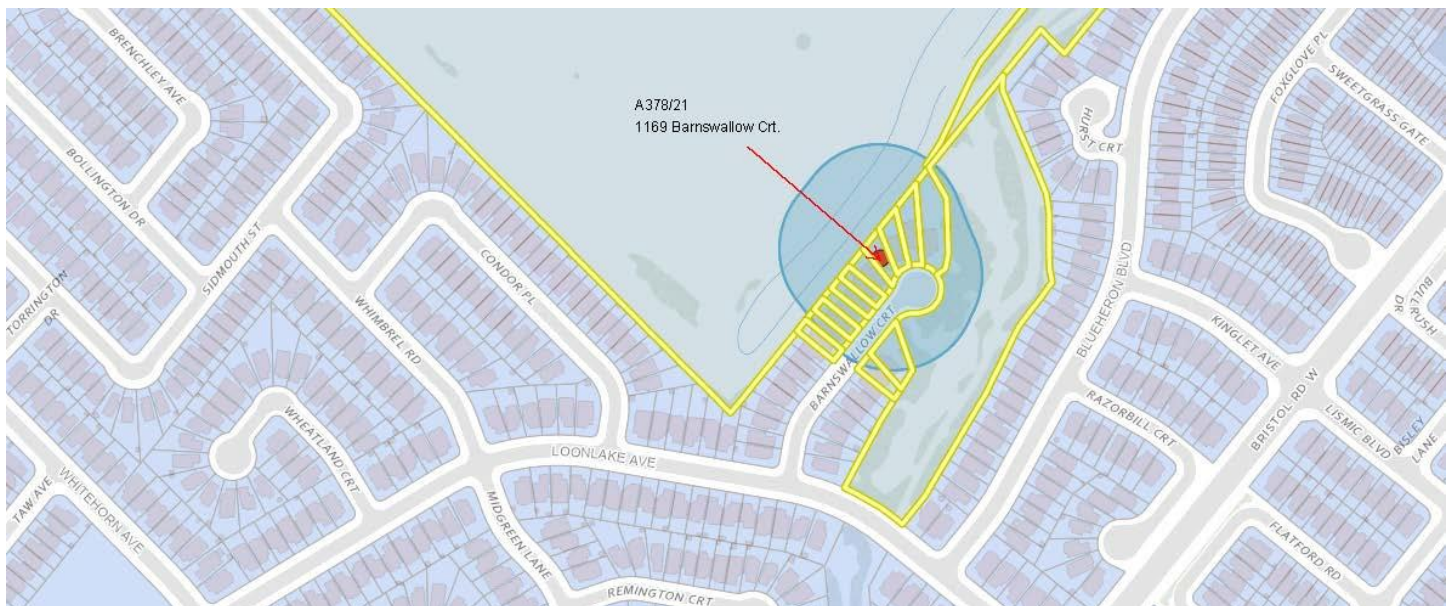 BRENCHLEY AVE
BOLLINGTON DR
TORRINGTON
DR
SIDMOUTH ST
WHIMBREL RD
CONDOR PL
WHEATLAND CRT
TAW AVE
WHITEHORN AVE
MIDGREEN LANE
REMINGTON CRT
LOONLAKE AVE
A378/21
1169 Barnswallow Crt.
BARNSWALLOW CRT
HURST CRT
BLUEHERON BLVD
FOXGLOVE PL
SWEETGRASS GATE
KINGLET AVE
RAZORBILL CRT
BRISTOL RD W
BULL RUSH
DR
LISMIC BLVD
BISLEY
LANE
FLATFORD RD